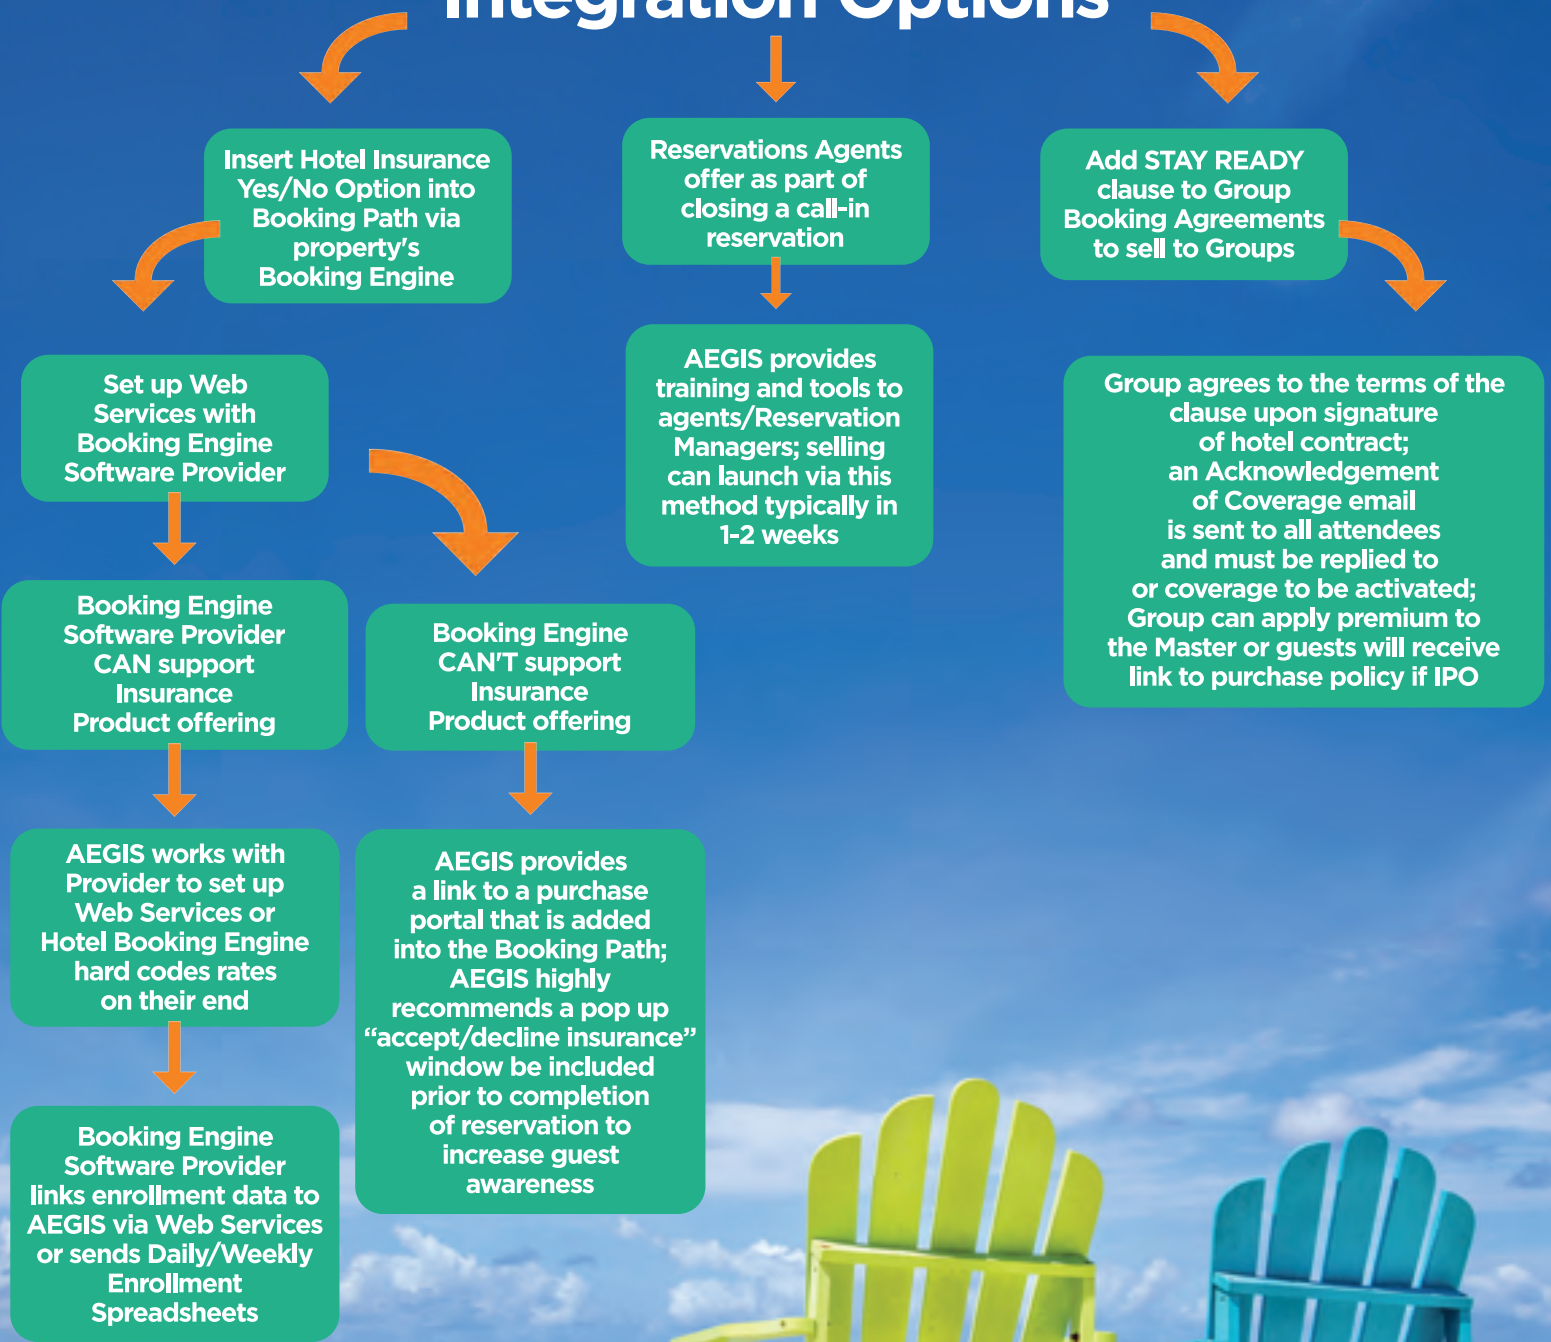 Integration Options
Insert Hotel Insurance
Yes/No Option into
Booking Path via
property's
Booking Engine
Reservations Agents
offer as part of
closing a call-in
reservation
Add STAY READY
clause to Group
Booking Agreements
to sell to Groups
Set up Web
Services with
Booking Engine
Software Provider
AEGIS provides
training and tools to
agents/Reservation
Managers; selling
can launch via this
method typically in
1-2 weeks
Group agrees to the terms of the
clause upon signature
of hotel contract;
an Acknowledgement
of Coverage email
is sent to all attendees
and must be replied to
or coverage to be activated;
Group can apply premium to
the Master or guests will receive
link to purchase policy if IPO
Booking Engine
Software Provider
CAN support
Insurance
Product offering
Booking Engine
CAN'T support
Insurance
Product offering
AEGIS works with
Provider to set up
Web Services or
Hotel Booking Engine
hard codes rates
on their end
AEGIS provides
a link to a purchase
portal that is added
into the Booking Path;
AEGIS highly
recommends a pop up
“accept/decline insurance”
window be included
prior to completion
of reservation to
increase guest
awareness
Booking Engine
Software Provider
links enrollment data to
AEGIS via Web Services
or sends Daily/Weekly
Enrollment
Spreadsheets